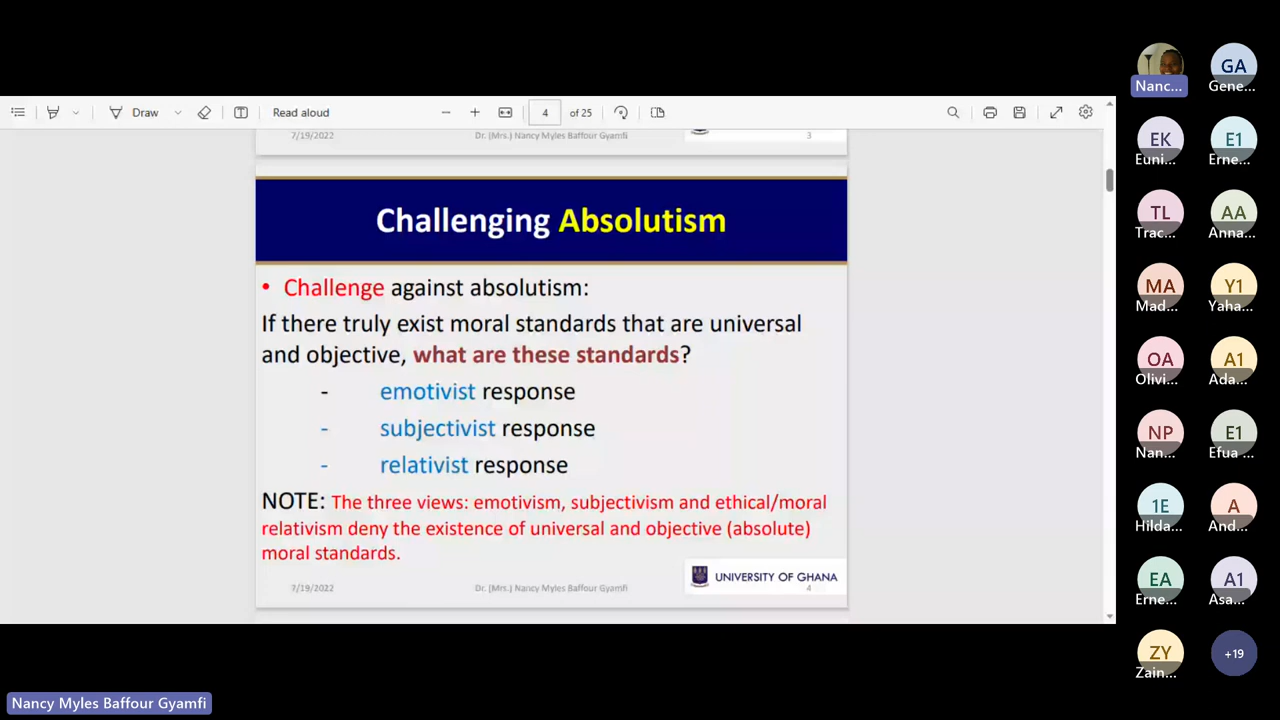 Draw
Read aloud
4 of 25
7/19/2022 Dr. (Mrs.) Nancy Myles Baffour Gyamfi 3
Challenging Absolutism
• Challenge against absolutism:
If there truly exist moral standards that are universal
and objective, what are these standards?
- emotivist response
- subjectivist response
- relativist response
NOTE: The three views: emotivism, subjectivism and ethical/moral
relativism deny the existence of universal and objective (absolute)
moral standards.
UNIVERSITY OF GHANA
7/19/2022 Dr. (Mrs.) Nancy Myles Baffour Gyamfi 4
Nanc...
GA
Gene...
EK
Euni...
E1
Erne...
TL
Trac...
AA
Anna...
MA
Mad...
Y1
Yaha...
OA
Olivi...
A1
Ada...
NP
Nan...
E1
Efua ...
1E
Hilda...
A
And...
EA
Erne...
A1
Asa...
ZY
Zain...
+19
Nancy Myles Baffour Gyamfi